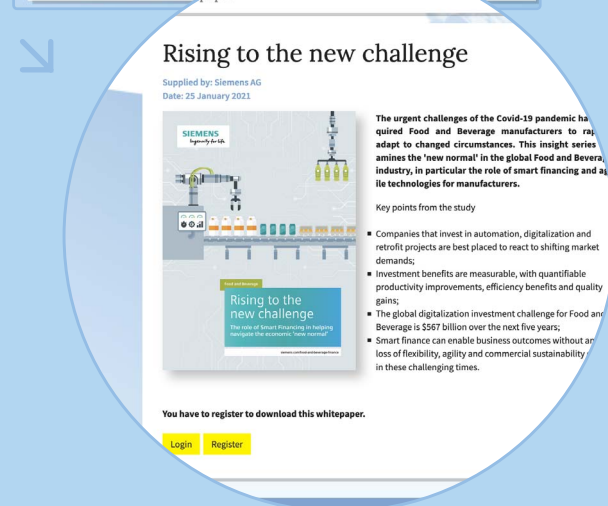 Rising to the new challenge
Supplied by: Siemens AG
Date: 25 January 2021
SIEMENS
Ingenuity for life
Food and Beverage
Rising to the
new challenge
The role of Smart Financing in helping
navigate the economic 'new normal'
siemens.com/foodandbeverage-finance
The urgent challenges of the Covid-19 pandemic
quired Food and Beverage manufacturers to
adapt to changed circumstances. This insight series
amines the 'new normal' in the global Food and
industry, in particular the role of smart financing and
ile technologies for manufacturers.
Key points from the study
▪ Companies that invest in automation, digitalization and
retrofit projects are best placed to react to shifting market
demands;
▪ Investment benefits are measurable, with quantifiable
productivity improvements, efficiency benefits and quality
gains;
▪ The global digitalization investment challenge for Food and
Beverage is $567 billion over the next five years;
▪ Smart finance can enable business outcomes without
loss of flexibility, agility and commercial sustainability
in these challenging times.
You have to register to download this whitepaper.
Login Register